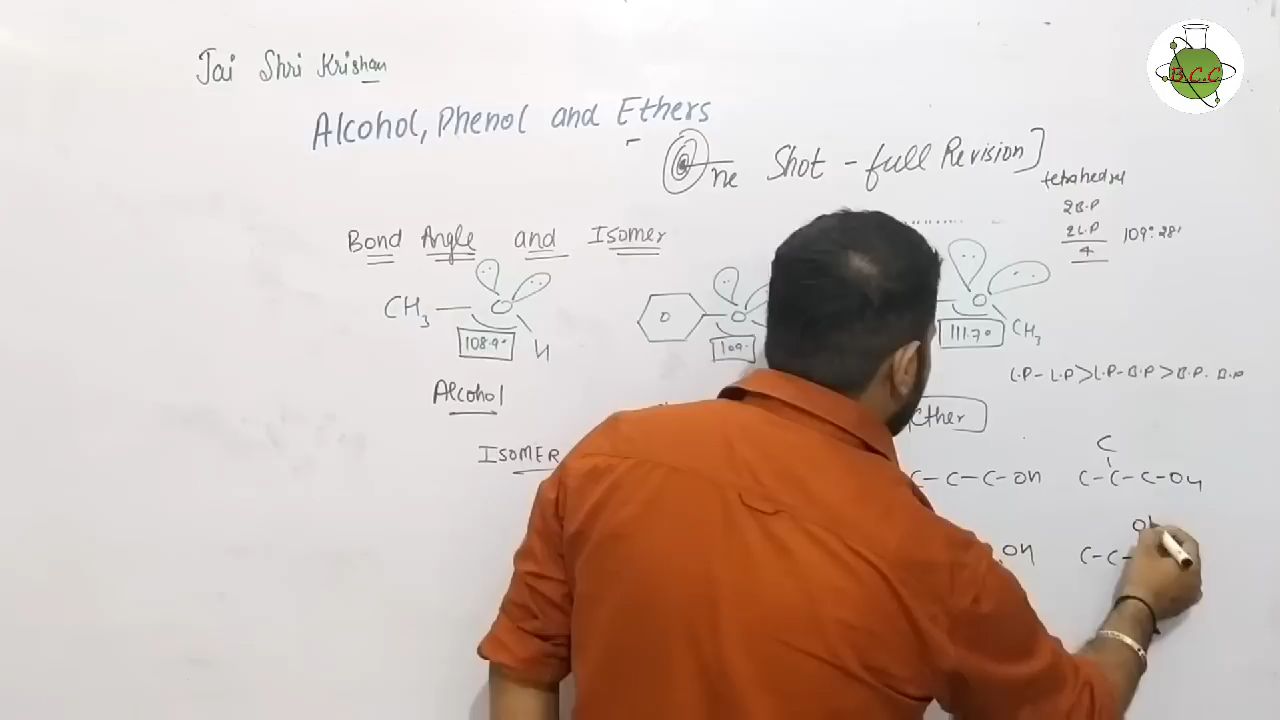 Jai Shri Krishan
B.C.C
Alcohol, Phenol and Ethers
One Shot - full Revision]
tetrahedral
2B.P
2L.P
4
109° 28'
Bond Angle and Isomer
CH3 — O
H
108.9°
O
O
109.
O
CH3
111.7°
L.P - L.P > L.P - B.P > B.P. B.P
Alcohol
Ether
ISOMER
C - C - C - OH
C
C - C - C - OH
OH
C - C -